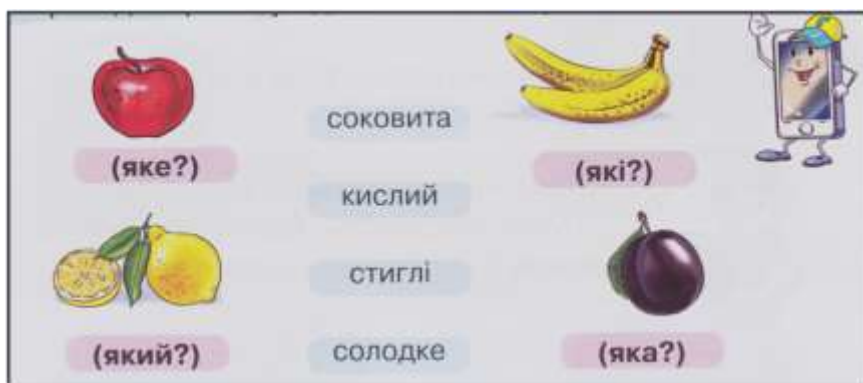 соковита
(яке?)
(які?)
кислий
стиглі
(який?)
солодке
(яка?)